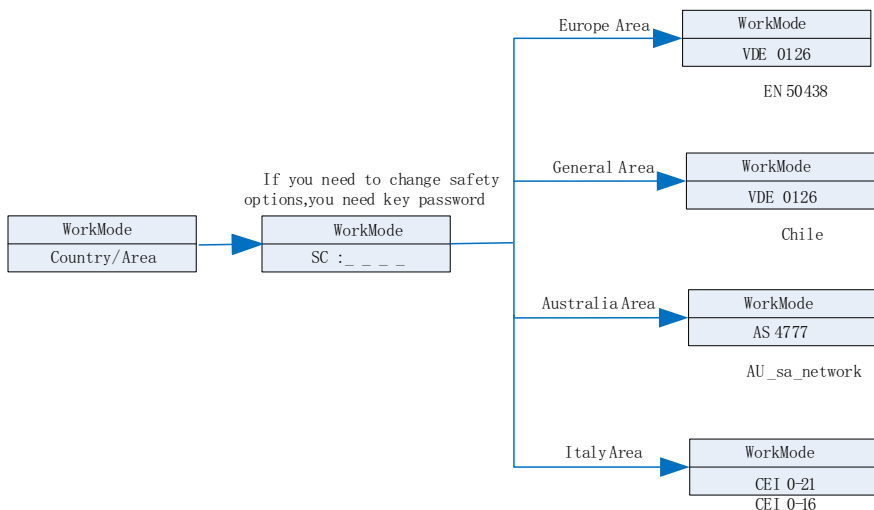 WorkMode
Country/Area
If you need to change safety
options,you need key password
WorkMode
SC :_ _ _ _
Europe Area
WorkMode
VDE 0126
EN 50438
General Area
WorkMode
VDE 0126
Chile
Australia Area
WorkMode
AS 4777
AU_sa_network
Italy Area
WorkMode
CEI 0-21
CEI 0-16